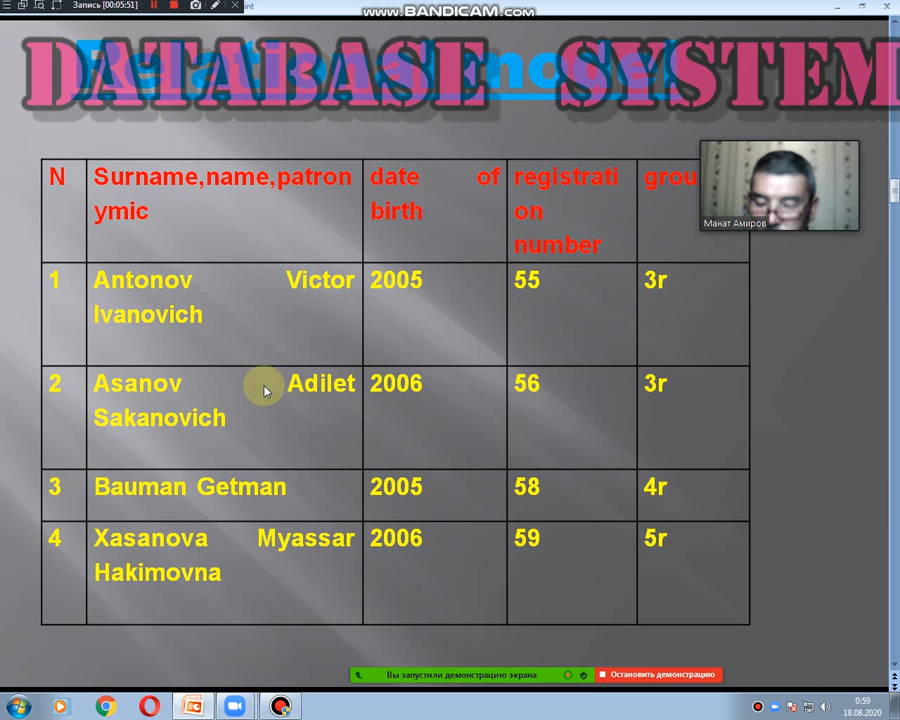 Запись [00:05:51]
int
www.BANDICAM.com
Relational model
DATABASE SYSTEM
N Surname,name,patron date of registrati grou
ymic birth on
number
Манат Амиров
1 Antonov Victor 2005 55 3r
Ivanovich
2 Asanov Adilet 2006 56 3r
Sakanovich
3 Bauman Getman 2005 58 4r
4 Xasanova Myassar 2006 59 5r
Hakimovna
Вы запустили демонстрацию экрана Остановить демонстрацию
0:59
18.08.2020